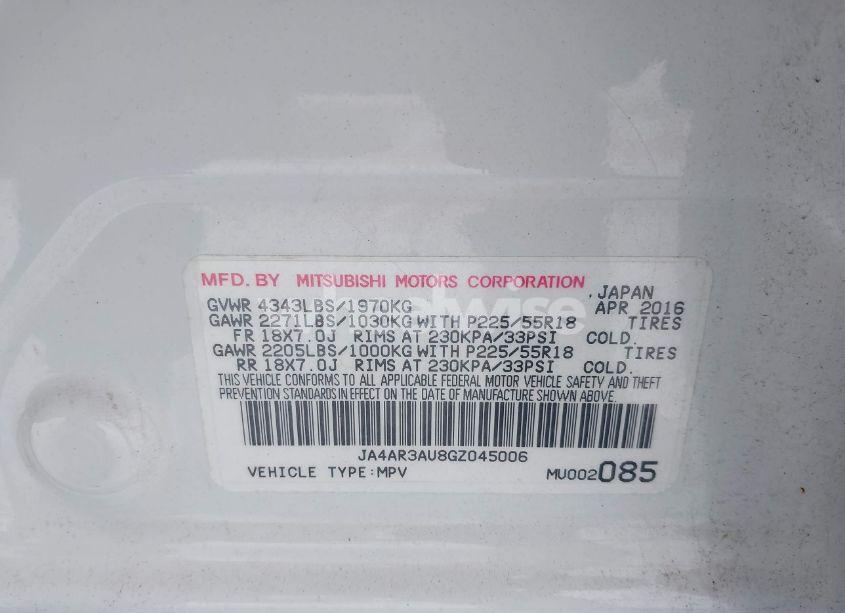 MFD. BY MITSUBISHI MOTORS CORPORATION
JAPAN
GVWR 4343LBS/1970KG APR 2016
GAWR 2271LBS/1030KG WITH P225/55R18 TIRES
FR 18X7.0J RIMS AT 230KPA/33PSI COLD.
GAWR 2205LBS/1000KG WITH P225/55R18 TIRES
RR 18X7.0J RIMS AT 230KPA/33PSI COLD.
THIS VEHICLE CONFORMS TO ALL APPLICABLE FEDERAL MOTOR VEHICLE SAFETY AND THEFT
PREVENTION STANDARDS IN EFFECT ON THE DATE OF MANUFACTURE SHOWN ABOVE.
JA4AR3AU8GZ045006
VEHICLE TYPE:MPV MU002085